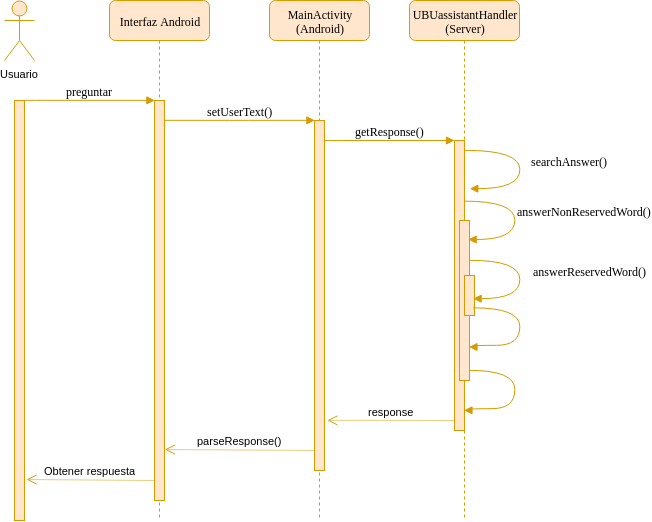 Usuario
Interfaz Android
MainActivity
(Android)
UBUassistantHandler
(Server)
preguntar
setUserText()
getResponse()
searchAnswer()
answerNonReservedWord()
answerReservedWord()
response
parseResponse()
Obtener respuesta